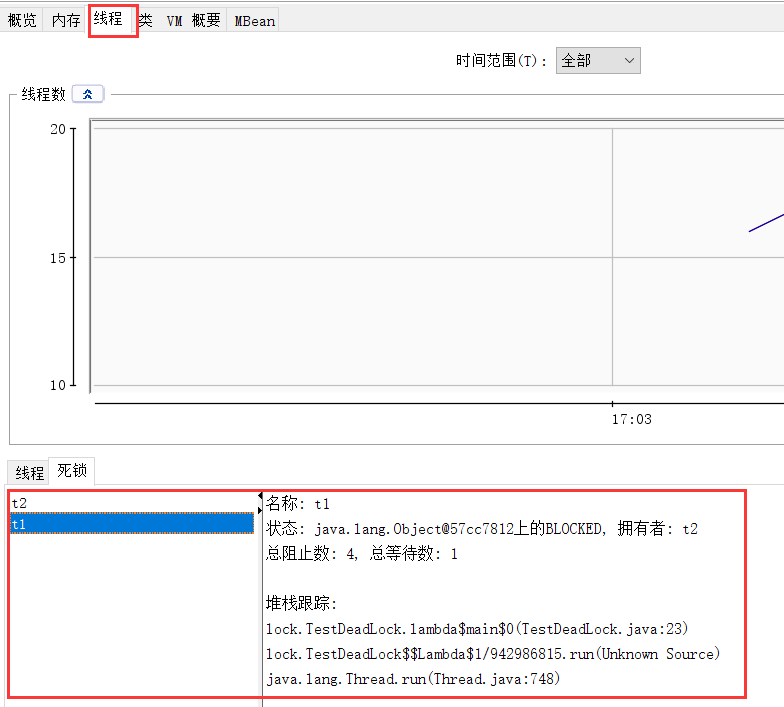 概览 内存 线程 类 VM 概要 MBean
时间范围(T): 全部
线程数
20
15
10
17:03
线程 死锁
t2
t1
名称: t1
状态: java.lang.Object@57cc7812上的BLOCKED, 拥有者: t2
总阻止数: 4, 总等待数: 1
堆栈跟踪:
lock.TestDeadLock.lambda$main$0(TestDeadLock.java:23)
lock.TestDeadLock$$Lambda$1/942986815.run(Unknown Source)
java.lang.Thread.run(Thread.java:748)